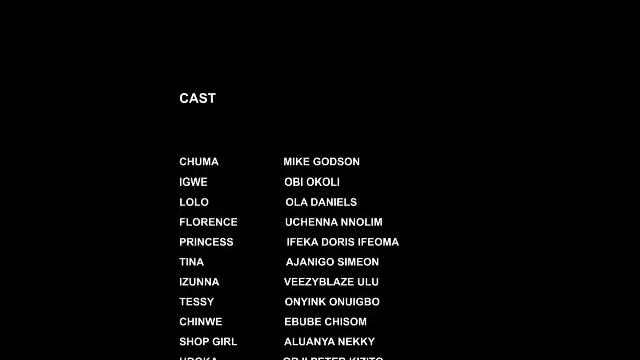 CAST
CHUMA MIKE GODSON
IGWE OBI OKOLI
LOLO OLA DANIELS
FLORENCE UCHENNA NNOLIM
PRINCESS IFEKA DORIS IFEOMA
TINA AJANIGO SIMEON
IZUNNA VEEZYBLAZE ULU
TESSY ONYINK ONUIGBO
CHINWE EBUBE CHISOM
SHOP GIRL ALUANYA NEKKY